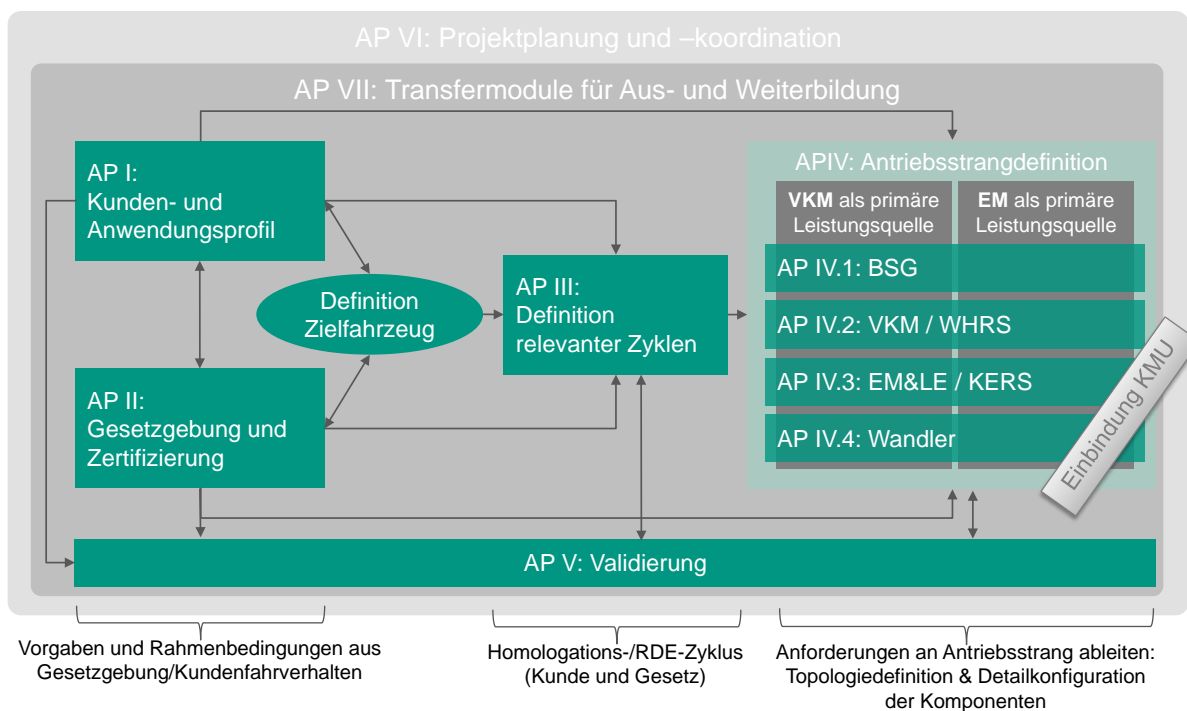 AP VI: Projektplanung und –koordination
AP VII: Transfermodule für Aus- und Weiterbildung
AP I:
Kunden- und
Anwendungsprofil
AP II:
Gesetzgebung und
Zertifizierung
Definition
Zielfahrzeug
AP III:
Definition
relevanter Zyklen
APIV: Antriebsstrangdefinition
VKM als primäre
Leistungsquelle
EM als primäre
Leistungsquelle
AP IV.1: BSG
AP IV.2: VKM / WHRS
AP IV.3: EM&LE / KERS
AP IV.4: Wandler
Einbindung KMU
AP V: Validierung
Vorgaben und Rahmenbedingungen aus
Gesetzgebung/Kundenfahrverhalten
Homologations-/RDE-Zyklus
(Kunde und Gesetz)
Anforderungen an Antriebsstrang ableiten:
Topologiedefinition & Detailkonfiguration
der Komponenten